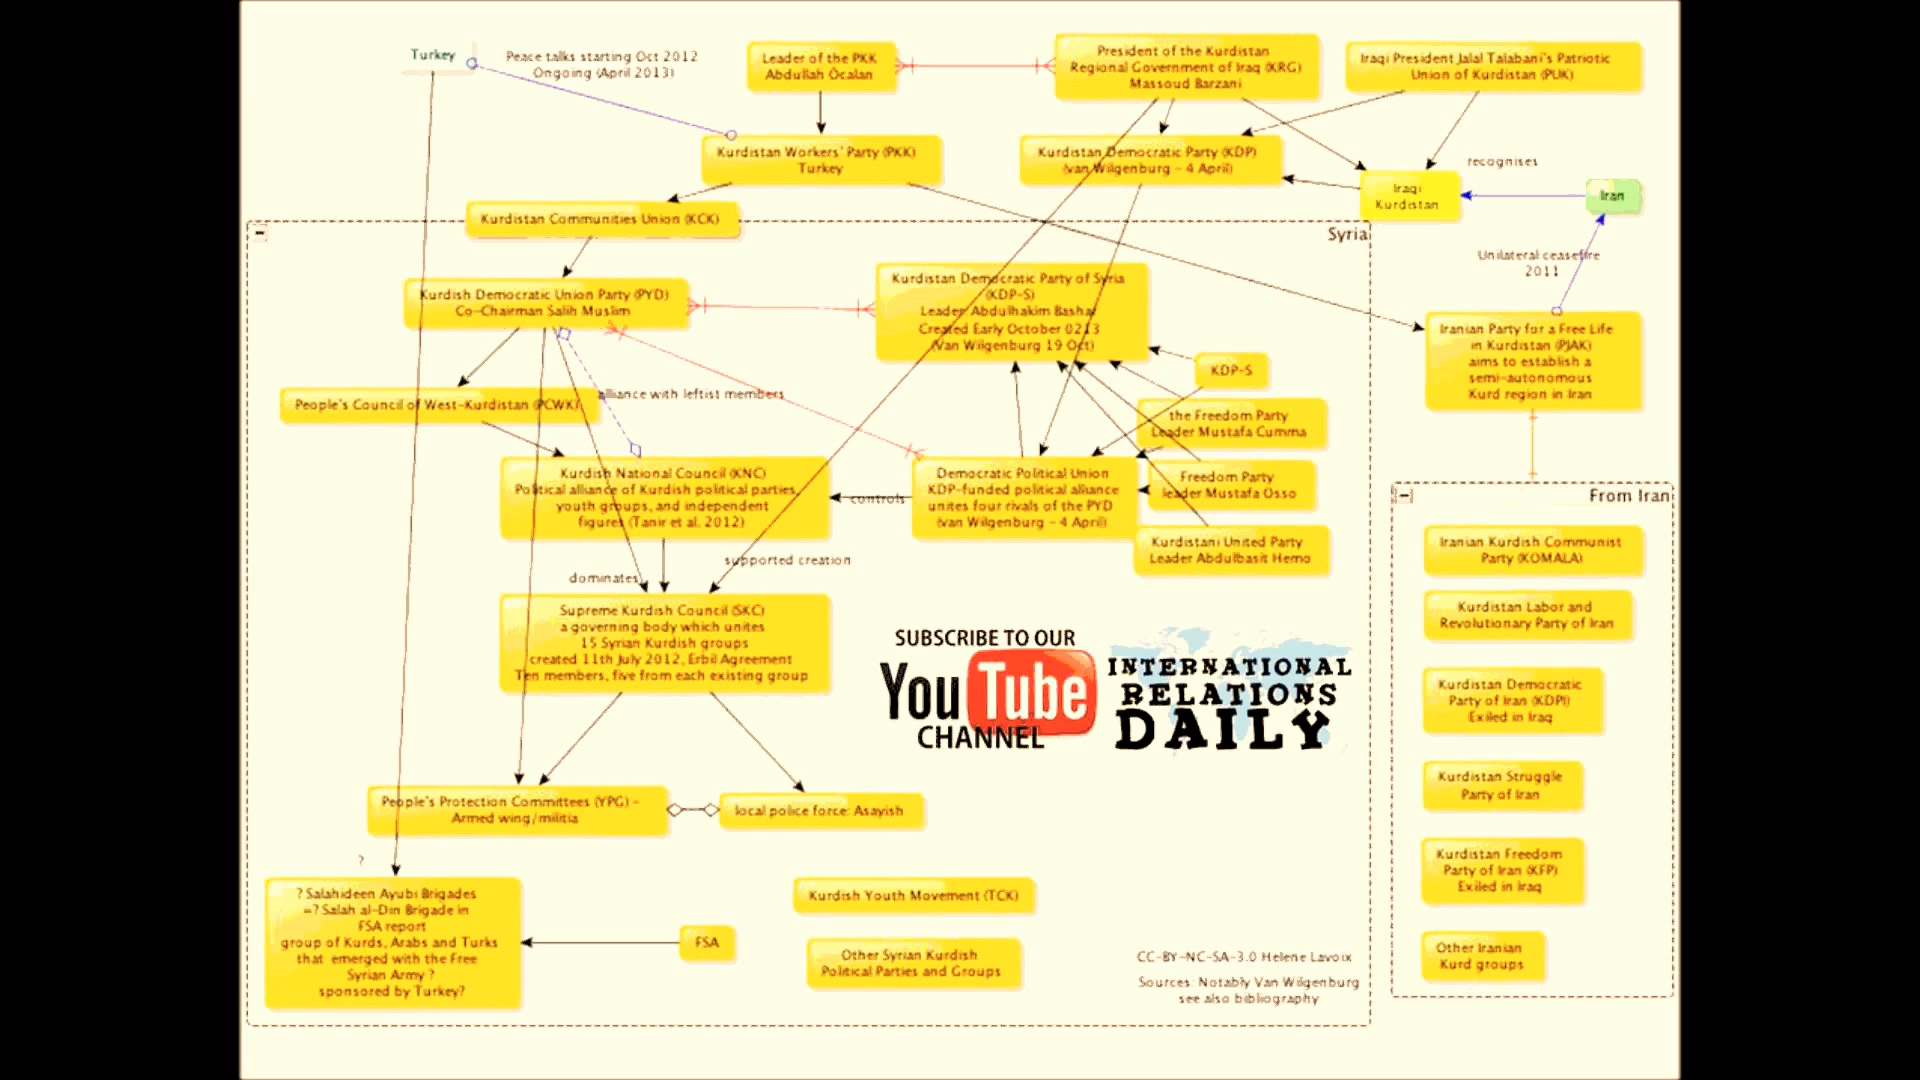 Turkey
Peace talks starting Oct 2012
Ongoing (April 2013)
Leader of the PKK
Abdullah Öcalan
President of the Kurdistan
Regional Government of Iraq (KRG)
Massoud Barzani
Iraqi President Jalal Talabani's Patriotic
Union of Kurdistan (PUK)
Kurdistan Workers' Party (PKK)
Turkey
Kurdistan Democratic Party (KDP)
(van Wilgenburg - 4 April)
recognises
Iraqi
Kurdistan
Iran
Kurdistan Communities Union (KCK)
Syria
Unilateral ceasefire
2011
Kurdish Democratic Union Party (PYD)
Co-Chairman Salih Muslim
Kurdistan Democratic Party of Syria
(KDP-S)
Leader Abdulhakim Bashar
Created Early October 0213
(Van Wilgenburg 19 Oct)
Iranian Party for a Free Life
in Kurdistan (PJAK)
aims to establish a
semi-autonomous
Kurd region in Iran
KDP-S
People's Council of West-Kurdistan (PCWK)
alliance with leftist members
the Freedom Party
Leader Mustafa Cumma
Kurdish National Council (KNC)
Political alliance of Kurdish political parties,
youth groups, and independent
figures (Tanir et al. 2012)
controls
Democratic Political Union
KDP-funded political alliance
unites four rivals of the PYD
(van Wilgenburg - 4 April)
Freedom Party
leader Mustafa Osso
Kurdistani United Party
Leader Abdulbasit Hemo
From Iran
Iranian Kurdish Communist
Party (KOMALA)
supported creation
dominates
Supreme Kurdish Council (SKC)
a governing body which unites
15 Syrian Kurdish groups
created 11th July 2012, Erbil Agreement
Ten members, five from each existing group
Kurdistan Labor and
Revolutionary Party of Iran
SUBSCRIBE TO OUR
YouTube
CHANNEL
INTERNATIONAL
RELATIONS
DAILY
Kurdistan Democratic
Party of Iran (KDPI)
Exiled in Iraq
Kurdistan Struggle
Party of Iran
People's Protection Committees (YPG) -
Armed wing/militia
local police force: Asayish
Kurdistan Freedom
Party of Iran (KFP)
Exiled in Iraq
?
? Salahideen Ayubi Brigades
=? Salah al-Din Brigade in
FSA report
group of Kurds, Arabs and Turks
that emerged with the Free
Syrian Army ?
sponsored by Turkey?
FSA
Kurdish Youth Movement (TCK)
Other Syrian Kurdish
Political Parties and Groups
Other Iranian
Kurd groups
CC-BY-NC-SA-3.0 Helene Lavoix
Sources: Notably Van Wilgenburg
see also bibliography